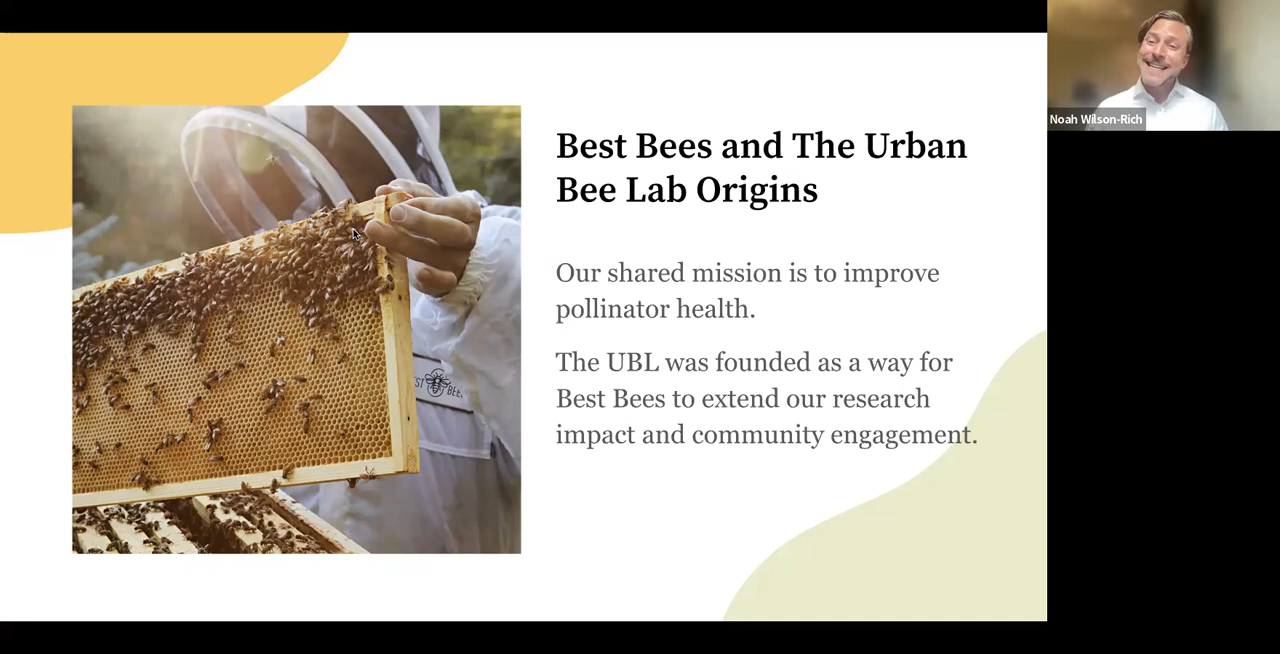 Best Bees and The Urban
Bee Lab Origins
Our shared mission is to improve
pollinator health.
The UBL was founded as a way for
Best Bees to extend our research
impact and community engagement.
Noah Wilson-Rich